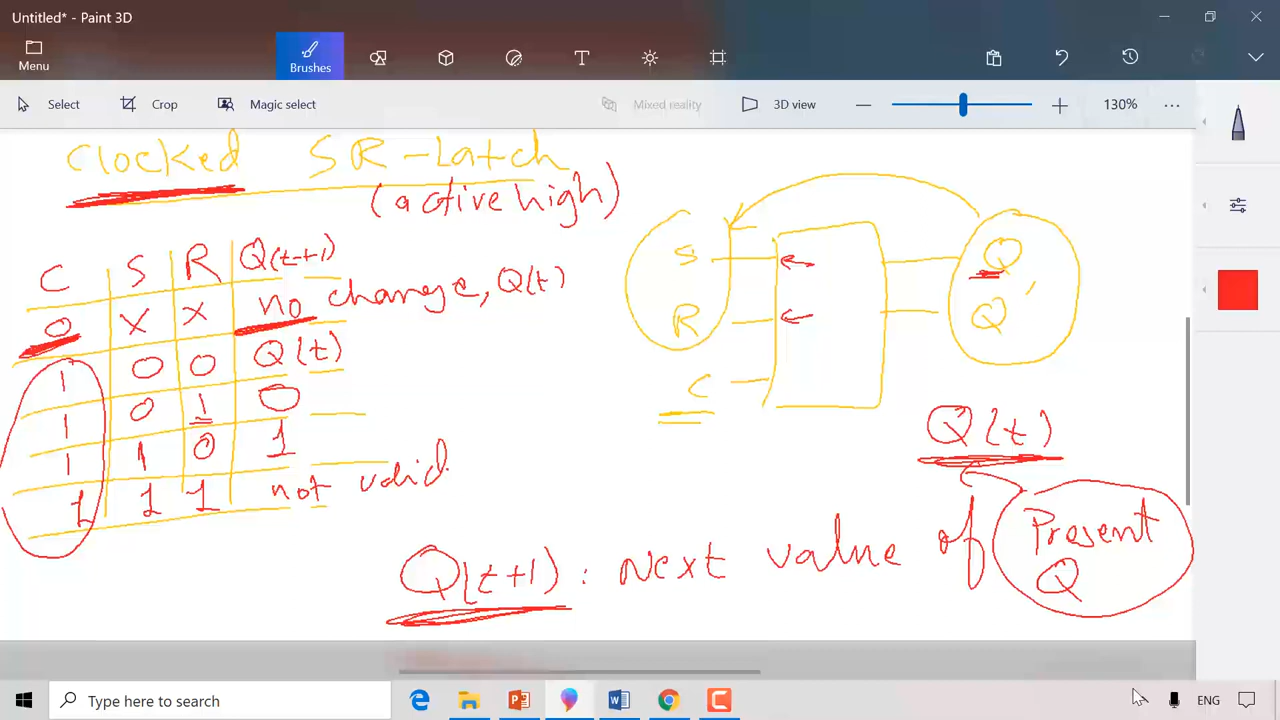 Untitled* - Paint 3D
Menu
Brushes
Select
Crop
Magic select
Mixed reality
3D view
130%
Clocked SR-Latch
(active high)
C S R Q(t+1)
0 X X no change, Q(t)
1 0 0 Q(t)
1 0 1 0
1 1 0 1
1 1 1 not valid
S
R
C
Q
Q'
Q(t)
Q(t+1): Next value of Present Q
Type here to search
ENG